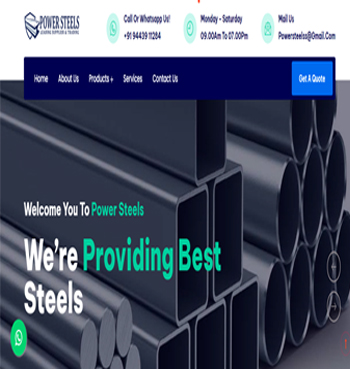 POWER STEELS
LEADING SUPPLIES & TRADING
Call Or Whatsapp Us!
+91 94439 11264
Monday - Saturday
09.00Am To 07.00Pm
Mail Us
Powersteelss@Gmail.Com
Home About Us Products + Services Contact Us Get A Quote
Welcome You To Power Steels
We're Providing Best
Steels